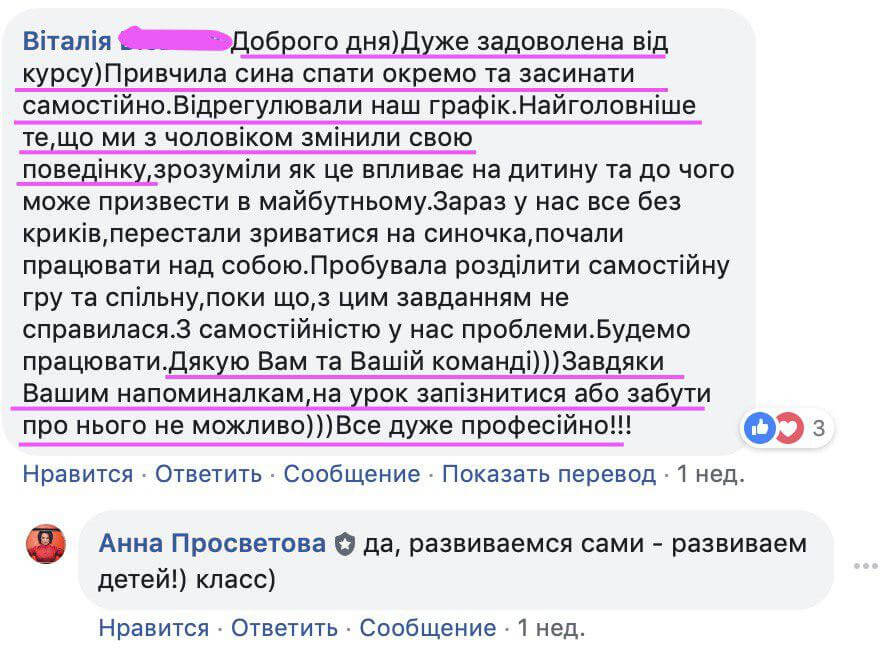 Віталія Доброго дня)Дуже задоволена від
курсу)Привчила сина спати окремо та засинати
самостійно.Відрегулювали наш графік.Найголовніше
те,що ми з чоловіком змінили свою
поведінку,зрозуміли як це впливає на дитину та до чого
може призвести в майбутньому.Зараз у нас все без
криків,перестали зриватися на синочка,почали
працювати над собою.Пробувала розділити самостійну
гру та спільну,поки що,з цим завданням не
справилася.З самостійністю у нас проблеми.Будемо
працювати.Дякую Вам та Вашій команді)))Завдяки
Вашим напоминалкам,на урок запізнитися або забути
про нього не можливо)))Все дуже професійно!!!
3
Нравится · Ответить · Сообщение · Показать перевод · 1 нед.
Анна Просветова да, развиваемся сами - развиваем
детей!) класс)
Нравится · Ответить · Сообщение · 1 нед.